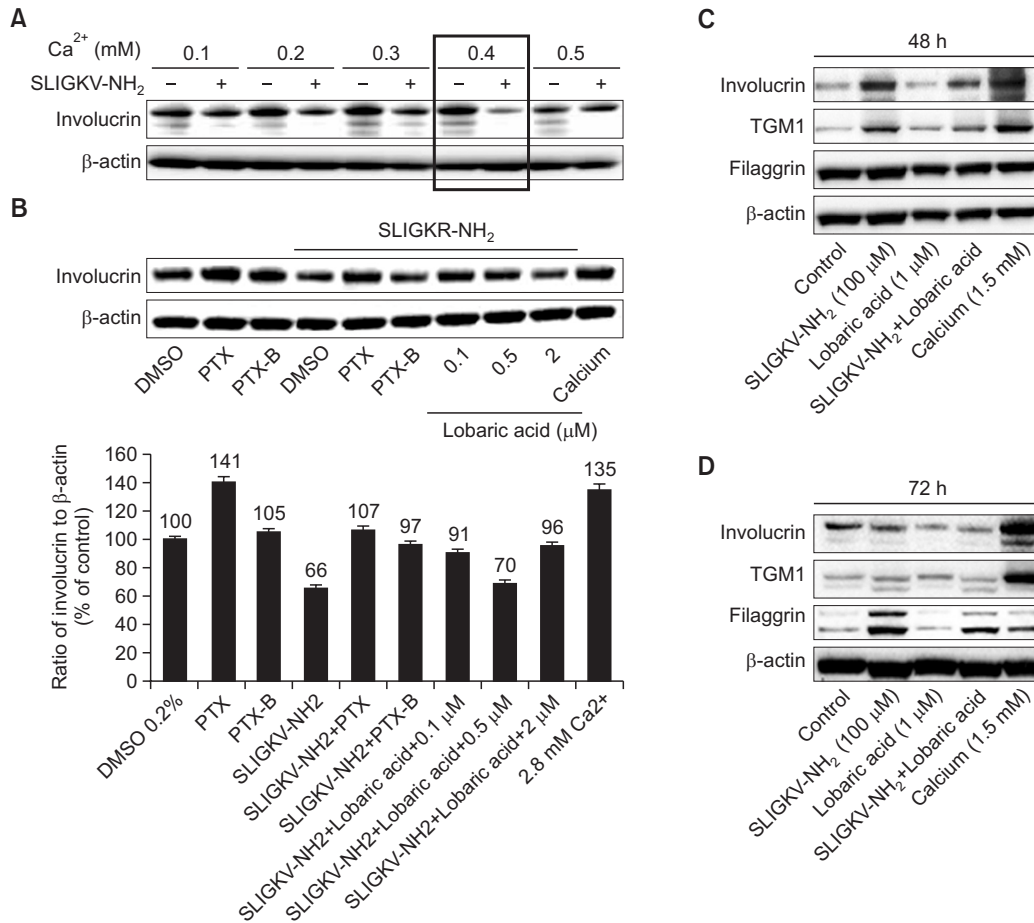 A
Ca²⁺ (mM) 0.1 0.2 0.3 0.4 0.5
SLIGKV-NH₂ – + – + – + – + – +
Involucrin
β-actin
B
SLIGKR-NH₂
Involucrin
β-actin
DMSO PTX PTX-B DMSO PTX PTX-B 0.1 0.5 2 Calcium
Lobaric acid (μM)
Ratio of involucrin to β-actin
(% of control)
160
140
120
100
80
60
40
20
0
100 141 105 66 107 97 91 70 96 135
DMSO 0.2%
PTX
PTX-B
SLIGKV-NH2
SLIGKV-NH2+PTX
SLIGKV-NH2+PTX-B
SLIGKV-NH2+Lobaric acid+0.1 μM
SLIGKV-NH2+Lobaric acid+0.5 μM
SLIGKV-NH2+Lobaric acid+2 μM
2.8 mM Ca2+
C
48 h
Involucrin
TGM1
Filaggrin
β-actin
Control
SLIGKV-NH₂ (100 μM)
Lobaric acid (1 μM)
SLIGKV-NH₂+Lobaric acid
Calcium (1.5 mM)
D
72 h
Involucrin
TGM1
Filaggrin
β-actin
Control
SLIGKV-NH₂ (100 μM)
Lobaric acid (1 μM)
SLIGKV-NH₂+Lobaric acid
Calcium (1.5 mM)